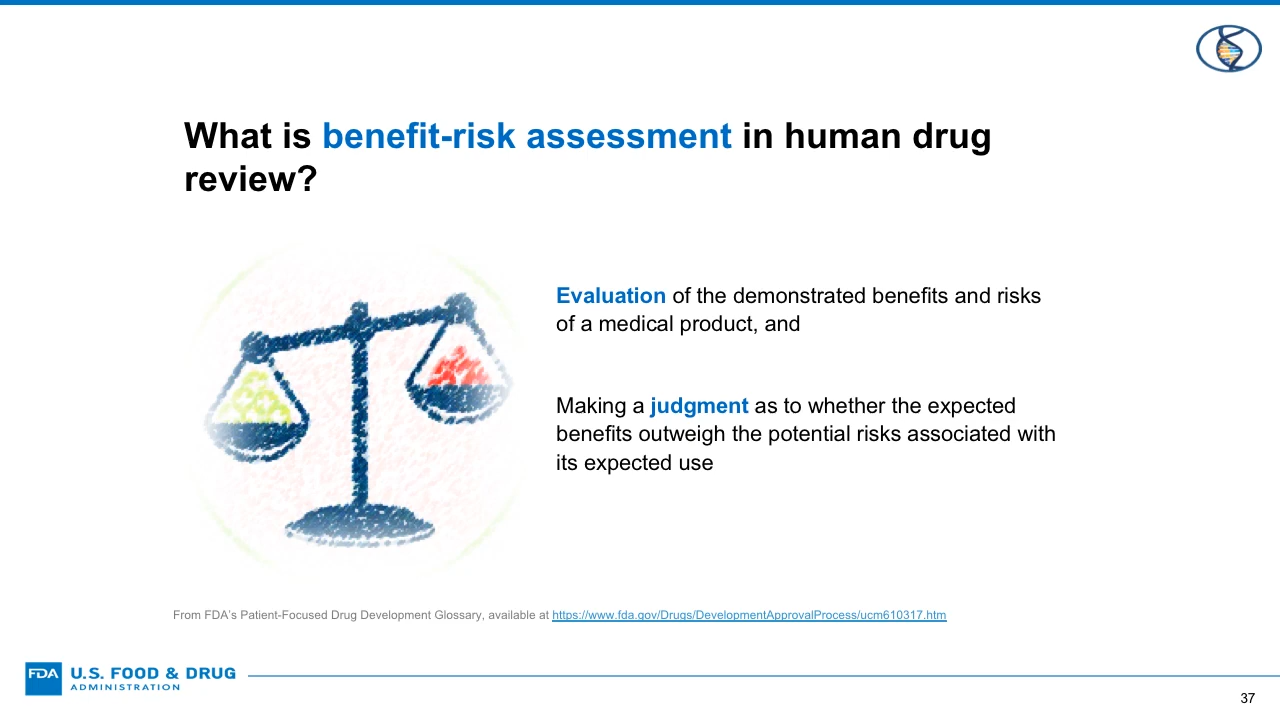 What is benefit-risk assessment in human drug
review?
Evaluation of the demonstrated benefits and risks
of a medical product, and
Making a judgment as to whether the expected
benefits outweigh the potential risks associated with
its expected use
From FDA’s Patient-Focused Drug Development Glossary, available at https://www.fda.gov/Drugs/DevelopmentApprovalProcess/ucm610317.htm
FDA U.S. FOOD & DRUG
ADMINISTRATION
37